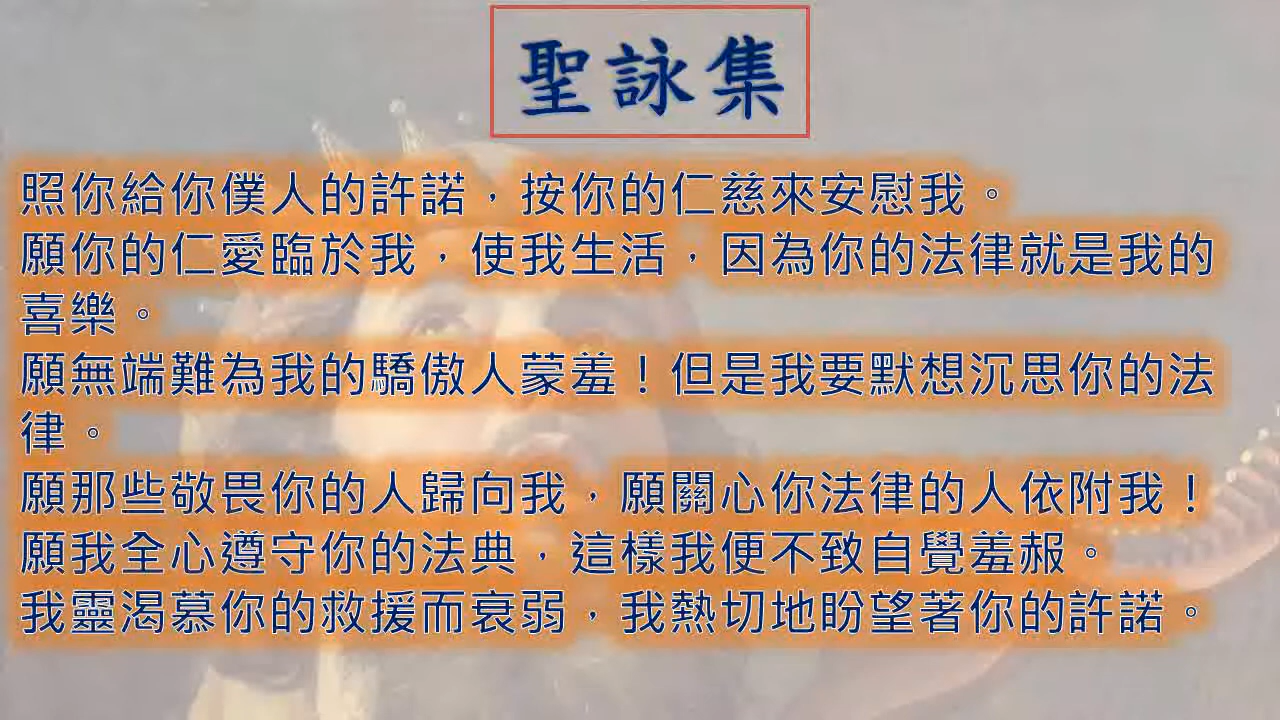 聖詠集
照你給你僕人的許諾，按你的仁慈來安慰我。
願你的仁愛臨於我，使我生活，因為你的法律就是我的
喜樂。
願無端難為我的驕傲人蒙羞！但是我要默想沉思你的法
律。
願那些敬畏你的人歸向我，願關心你法律的人依附我！
願我全心遵守你的法典，這樣我便不致自覺羞赧。
我靈渴慕你的救援而衰弱，我熱切地盼望著你的許諾。